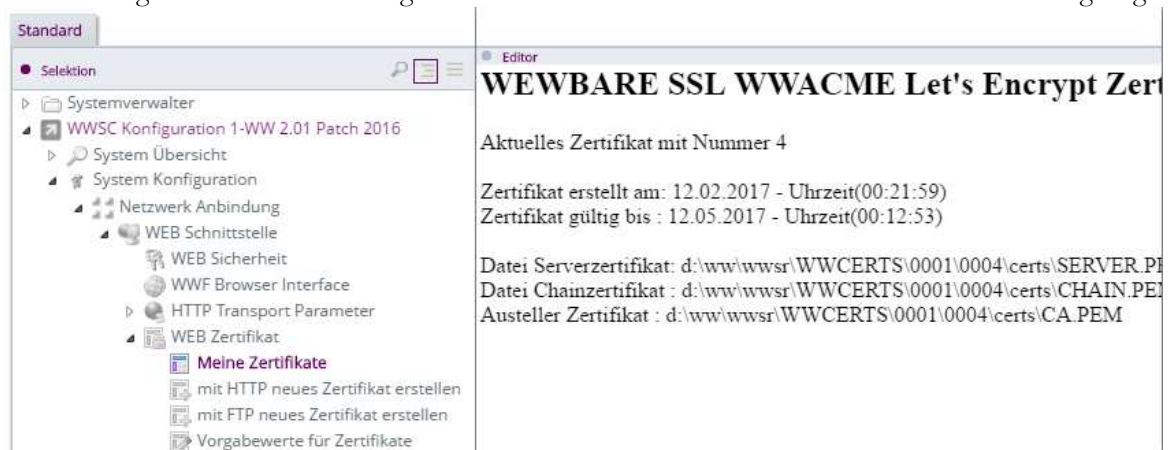 Standard
Selektion
Systemverwalter
WWSC Konfiguration 1-WW 2.01 Patch 2016
System Übersicht
System Konfiguration
Netzwerk Anbindung
WEB Schnittstelle
WEB Sicherheit
WWF Browser Interface
HTTP Transport Parameter
WEB Zertifikat
Meine Zertifikate
mit HTTP neues Zertifikat erstellen
mit FTP neues Zertifikat erstellen
Vorgabewerte für Zertifikate
Editor
WEWBARE SSL WWACME Let's Encrypt Zert
Aktuelles Zertifikat mit Nummer 4
Zertifikat erstellt am: 12.02.2017 - Uhrzeit(00:21:59)
Zertifikat gültig bis : 12.05.2017 - Uhrzeit(00:12:53)
Datei Serverzertifikat: d:\ww\wwsr\WWCERTS\0001\0004\certs\SERVER.PE
Datei Chainzertifikat : d:\ww\wwsr\WWCERTS\0001\0004\certs\CHAIN.PEM
Austeller Zertifikat : d:\ww\wwsr\WWCERTS\0001\0004\certs\CA.PEM